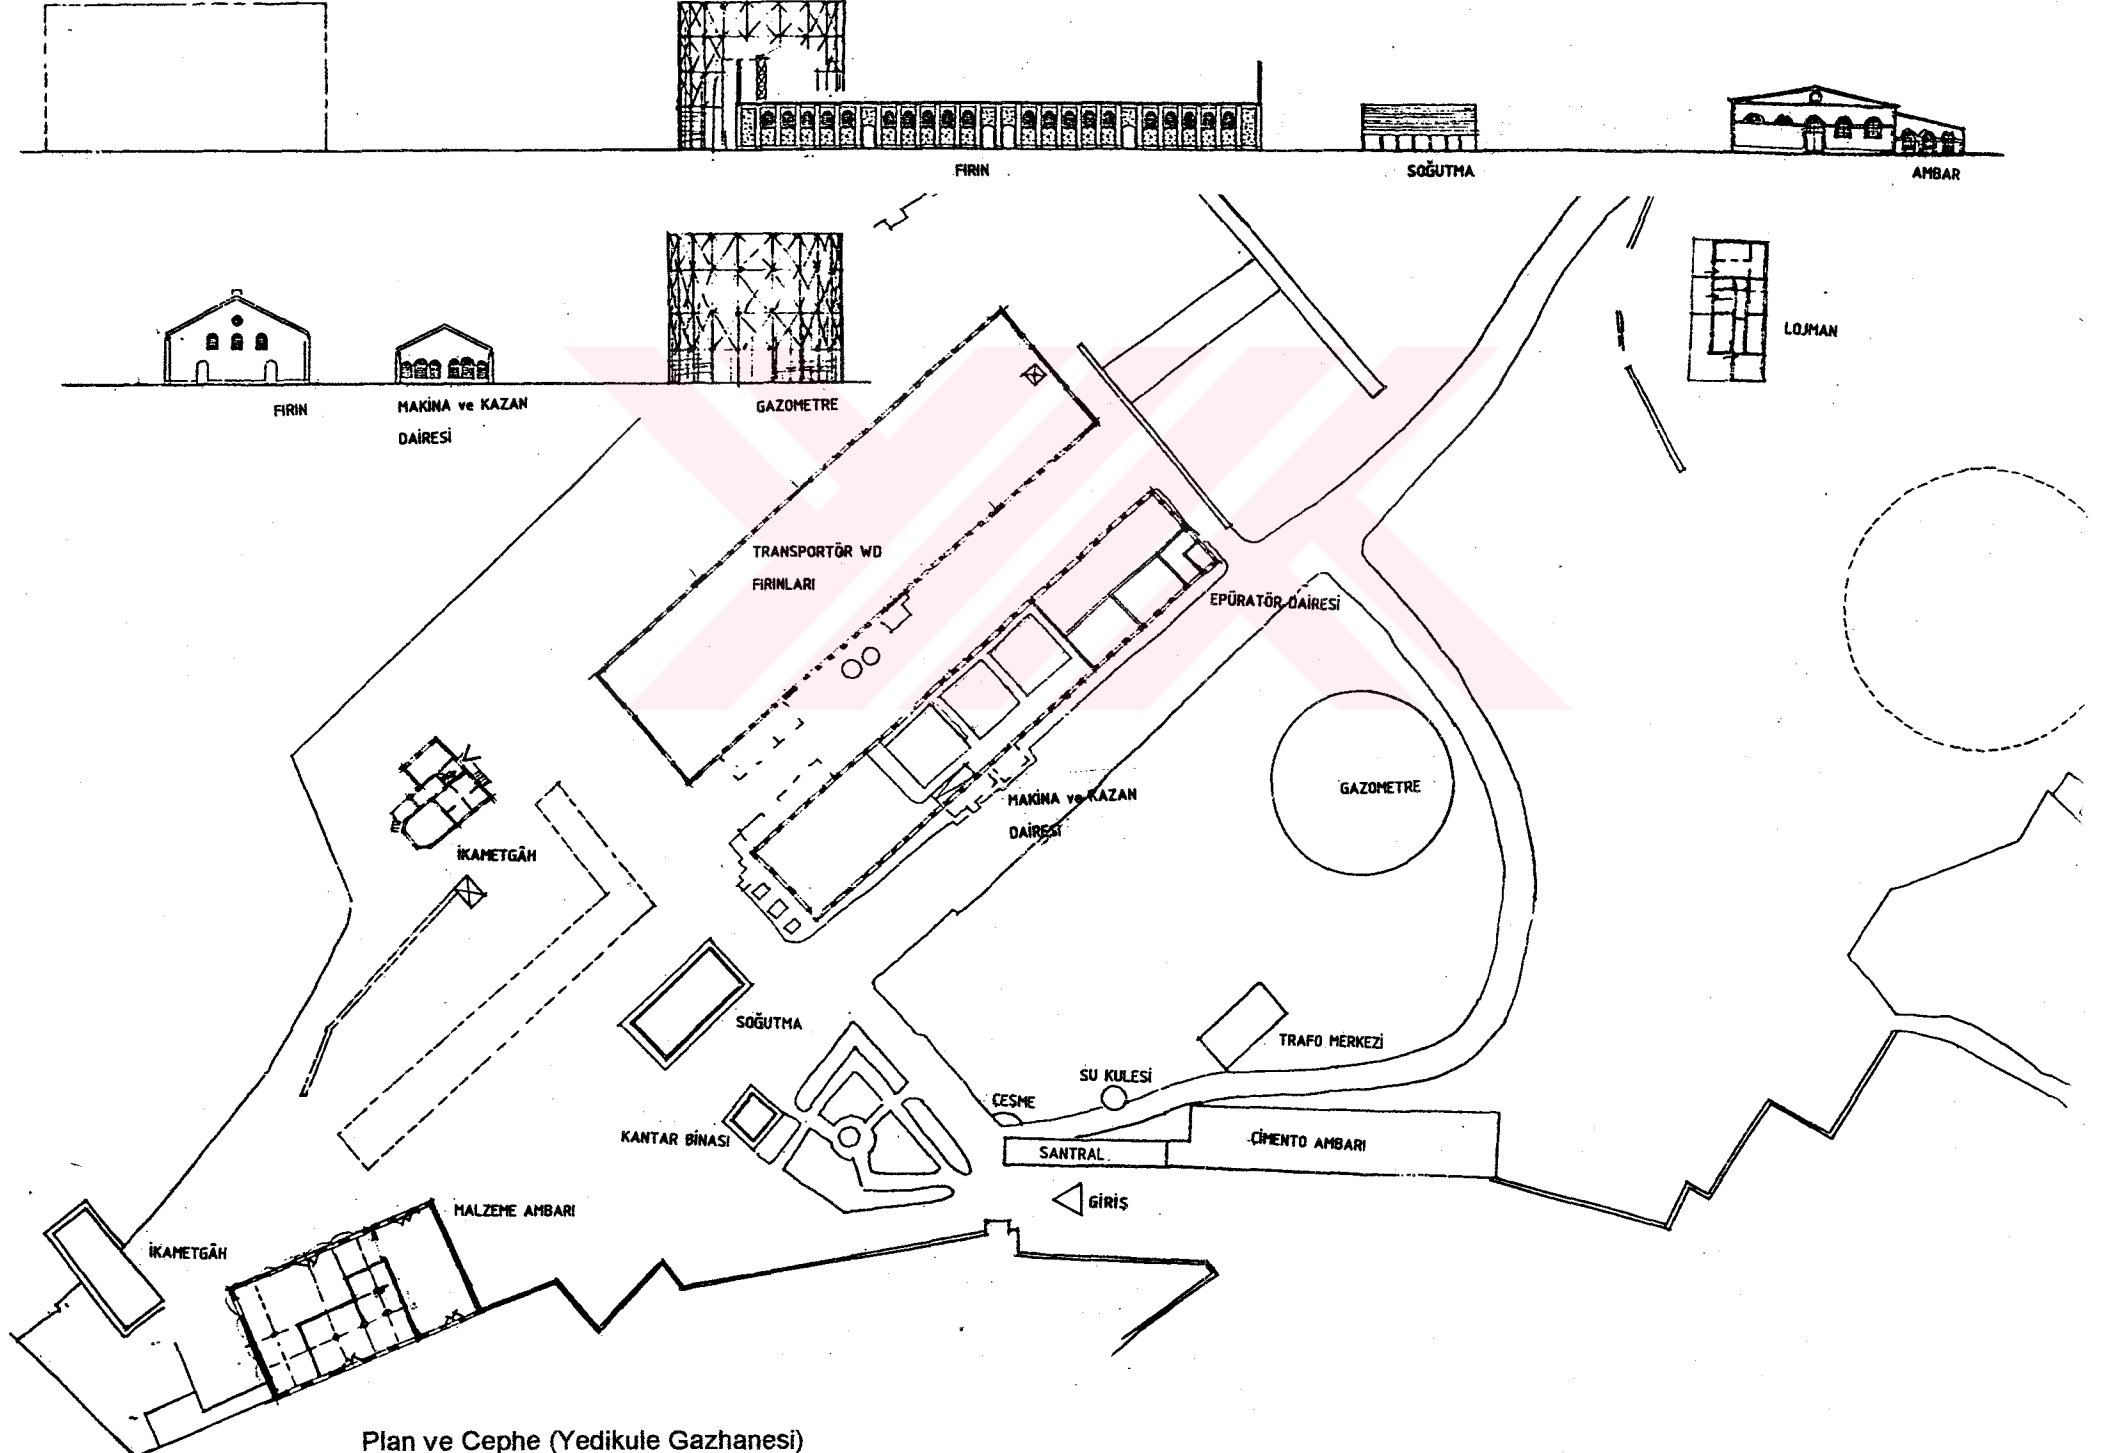 FIRIN
SOĞUTMA
AMBAR
LOJMAN
FIRIN
MAKİNA ve KAZAN
DAİRESİ
GAZOMETRE
TRANSPORTÖR WD
FIRINLARI
EPÜRATÖR DAİRESİ
MAKİNA ve KAZAN
DAİRESİ
GAZOMETRE
İKAMETGÂH
SOĞUTMA
TRAFO MERKEZİ
SU KULESİ
ÇEŞME
KANTAR BİNASI
SANTRAL
ÇİMENTO AMBARI
GİRİŞ
MALZEME AMBARI
İKAMETGÂH
Plan ve Cephe (Yedikule Gazhanesi)